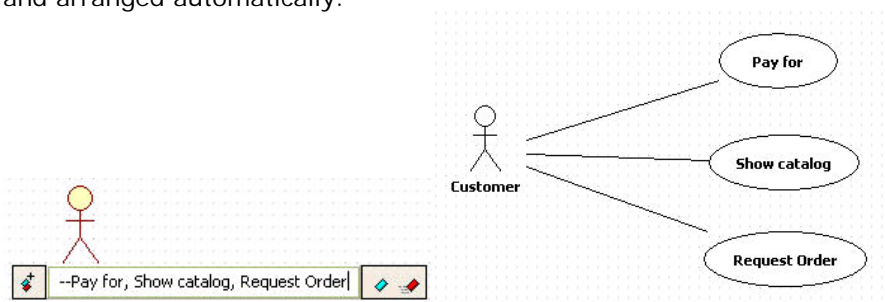 and arranged automatically.
Pay for
Show catalog
Customer
Request Order
--Pay for, Show catalog, Request Order